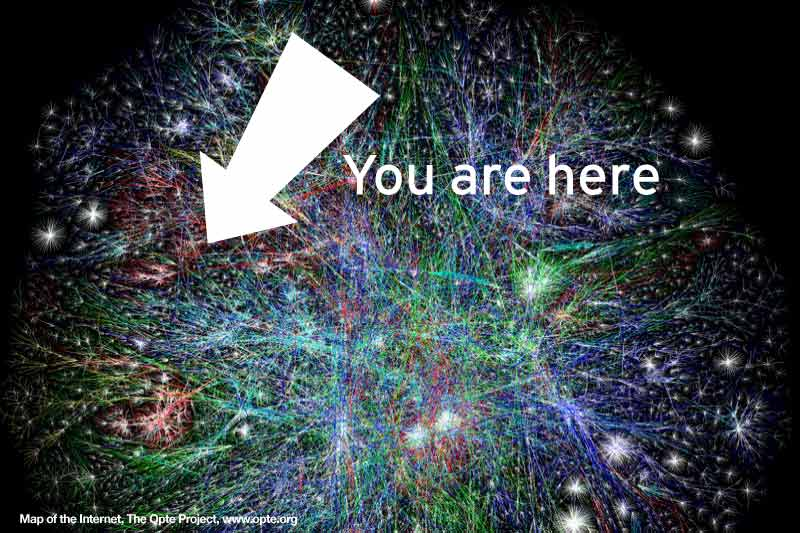 You are here
Map of the Internet, The Opte Project, www.opte.org